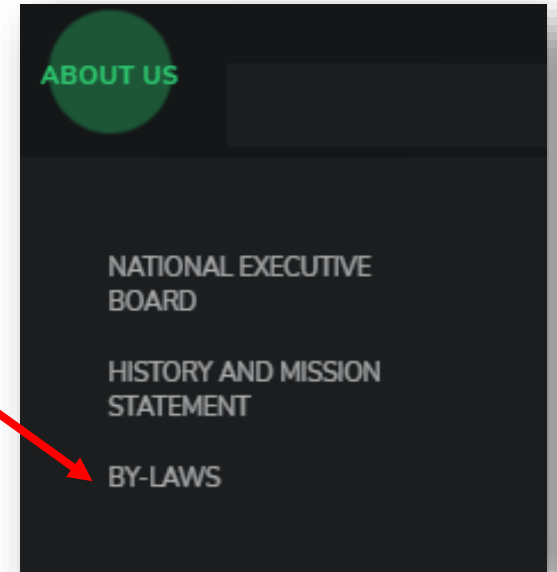 ABOUT US
NATIONAL EXECUTIVE
BOARD
HISTORY AND MISSION
STATEMENT
BY-LAWS